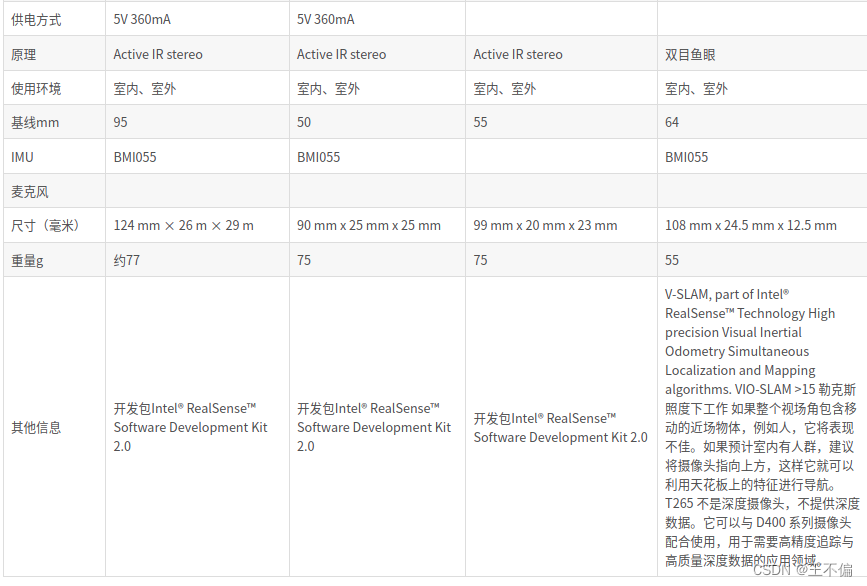 供电方式 5V 360mA 5V 360mA
原理 Active IR stereo Active IR stereo Active IR stereo 双目鱼眼
使用环境 室内、室外 室内、室外 室内、室外 室内、室外
基线mm 95 50 55 64
IMU BMI055 BMI055 BMI055
麦克风
尺寸（毫米） 124 mm × 26 m × 29 m 90 mm x 25 mm x 25 mm 99 mm x 20 mm x 23 mm 108 mm x 24.5 mm x 12.5 mm
重量g 约77 75 75 55
其他信息
开发包Intel® RealSense™
Software Development Kit
2.0
开发包Intel® RealSense™
Software Development Kit
2.0
开发包Intel® RealSense™
Software Development Kit 2.0
V-SLAM, part of Intel®
RealSense™ Technology High
precision Visual Inertial
Odometry Simultaneous
Localization and Mapping
algorithms. VIO-SLAM >15 勒克斯
照度下工作 如果整个视场角包含移
动的近场物体，例如人，它将表现
不佳。如果预计室内有人群，建议
将摄像头指向上方，这样它就可以
利用天花板上的特征进行导航。
T265 不是深度摄像头，不提供深度
数据。它可以与 D400 系列摄像头
配合使用，用于需要高精度追踪与
高质量深度数据的应用领域。
CSDN @王不偏